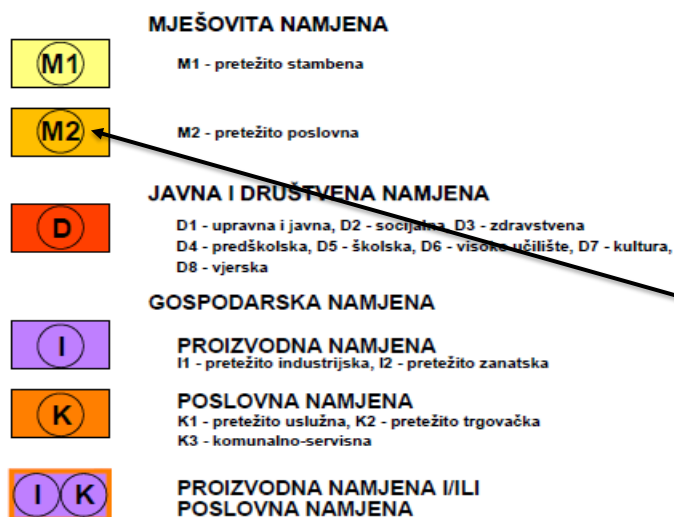 MJEŠOVITA NAMJENA
M1 M1 - pretežito stambena
M2 M2 - pretežito poslovna
JAVNA I DRUŠTVENA NAMJENA
D D1 - upravna i javna, D2 - socijalna, D3 - zdravstvena
D4 - predškolska, D5 - školska, D6 - visoko učilište, D7 - kultura,
D8 - vjerska
GOSPODARSKA NAMJENA
I PROIZVODNA NAMJENA
I1 - pretežito industrijska, I2 - pretežito zanatska
K POSLOVNA NAMJENA
K1 - pretežito uslužna, K2 - pretežito trgovačka
K3 - komunalno-servisna
I K PROIZVODNA NAMJENA I/ILI
POSLOVNA NAMJENA